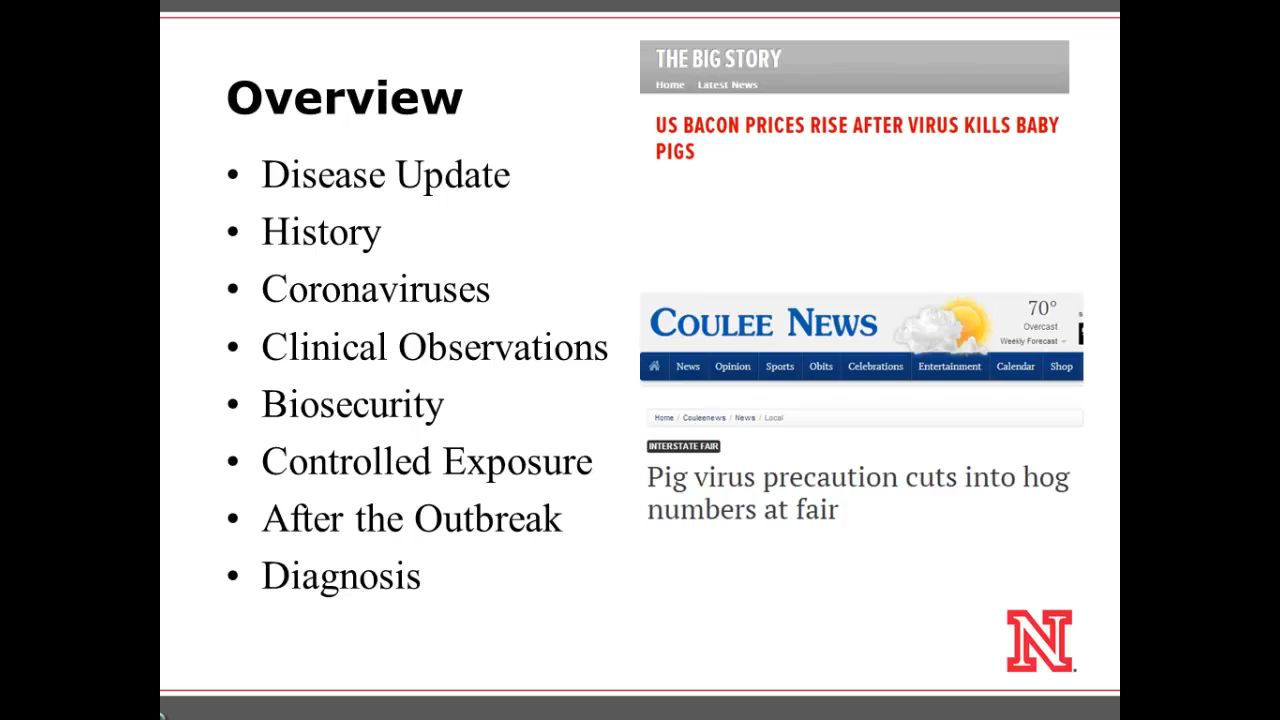 Overview
• Disease Update
• History
• Coronaviruses
• Clinical Observations
• Biosecurity
• Controlled Exposure
• After the Outbreak
• Diagnosis
THE BIG STORY
Home Latest News
US BACON PRICES RISE AFTER VIRUS KILLS BABY
PIGS
COULEE NEWS
70°
Overcast
Weekly Forecast
News Opinion Sports Obits Celebrations Entertainment Calendar Shop
Home / Couleenews / News / Local
INTERSTATE FAIR
Pig virus precaution cuts into hog
numbers at fair
N